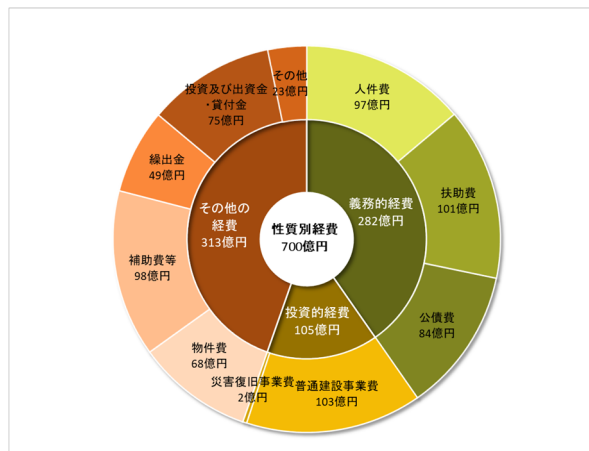 性質別経費
700億円
義務的経費
282億円
投資的経費
105億円
その他の
経費
313億円
人件費
97億円
扶助費
101億円
公債費
84億円
普通建設事業費
103億円
災害復旧事業費
2億円
物件費
68億円
補助費等
98億円
繰出金
49億円
投資及び出資金
・貸付金
75億円
その他
23億円